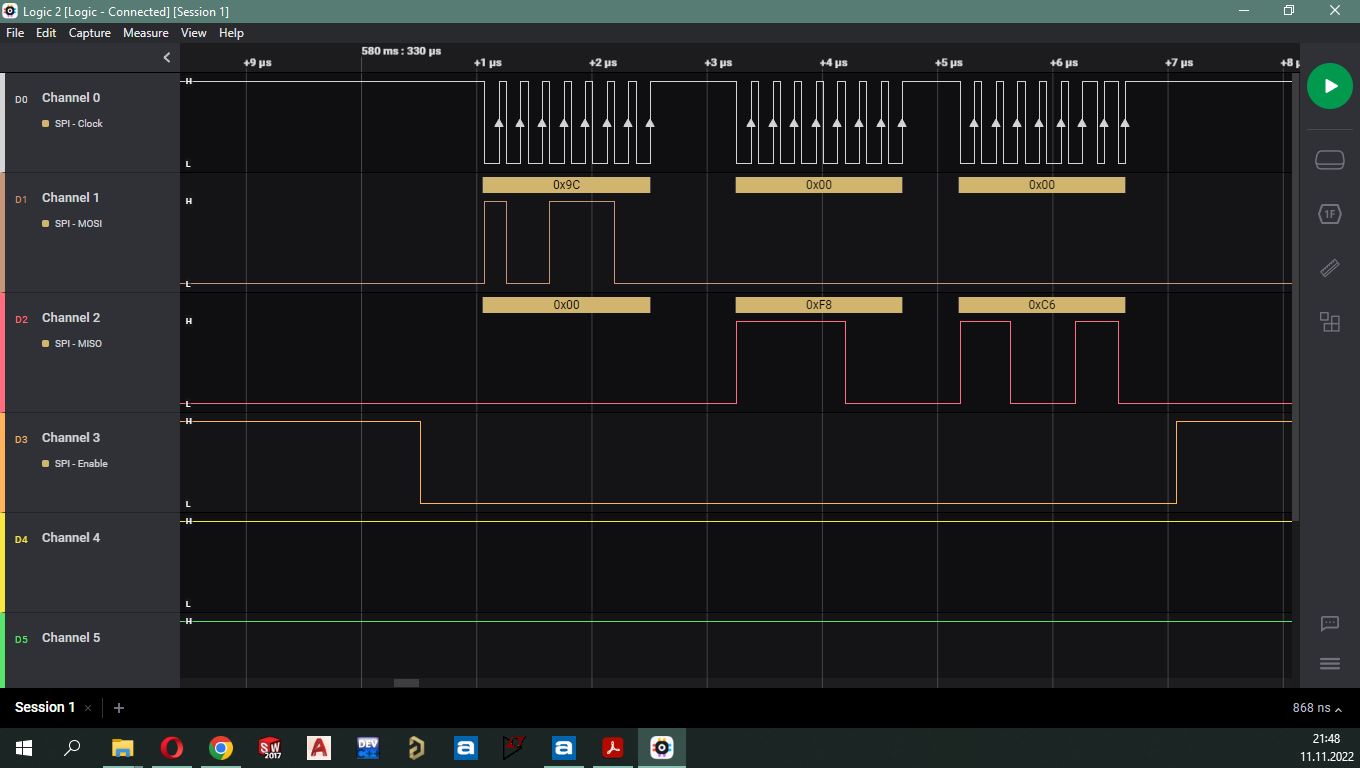 Logic 2 [Logic - Connected] [Session 1]
File Edit Capture Measure View Help
580 ms : 330 µs
+9 µs +1 µs +2 µs +3 µs +4 µs +5 µs +6 µs +7 µs +8 µ
D0 Channel 0
SPI - Clock
H
L
D1 Channel 1
SPI - MOSI
H
L
0x9C 0x00 0x00
D2 Channel 2
SPI - MISO
H
L
0x00 0xF8 0xC6
D3 Channel 3
SPI - Enable
H
L
D4 Channel 4
H
L
D5 Channel 5
H
1F
Session 1
868 ns
SW
2017
A
DEV
a
a
21:48
11.11.2022